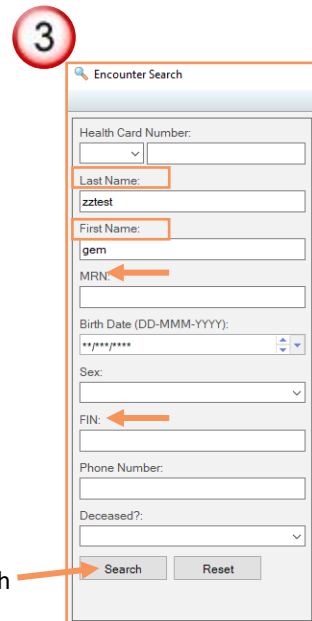 3
Encounter Search
Health Card Number:
Last Name:
zztest
First Name:
gem
MRN:
Birth Date (DD-MMM-YYYY):
**/***/****
Sex:
FIN:
Phone Number:
Deceased?:
Search Reset